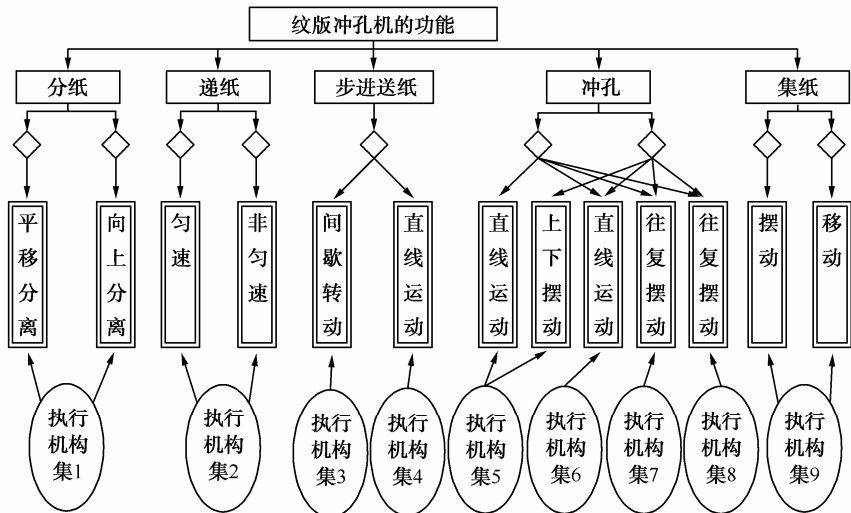 纹版冲孔机的功能
分纸
递纸
步进送纸
冲孔
集纸
平移分离
向上分离
匀速
非匀速
间歇转动
直线运动
直线运动
上下摆动
直线运动
往复摆动
往复摆动
摆动
移动
执行
机构
集1
执行
机构
集2
执行
机构
集3
执行
机构
集4
执行
机构
集5
执行
机构
集6
执行
机构
集7
执行
机构
集8
执行
机构
集9